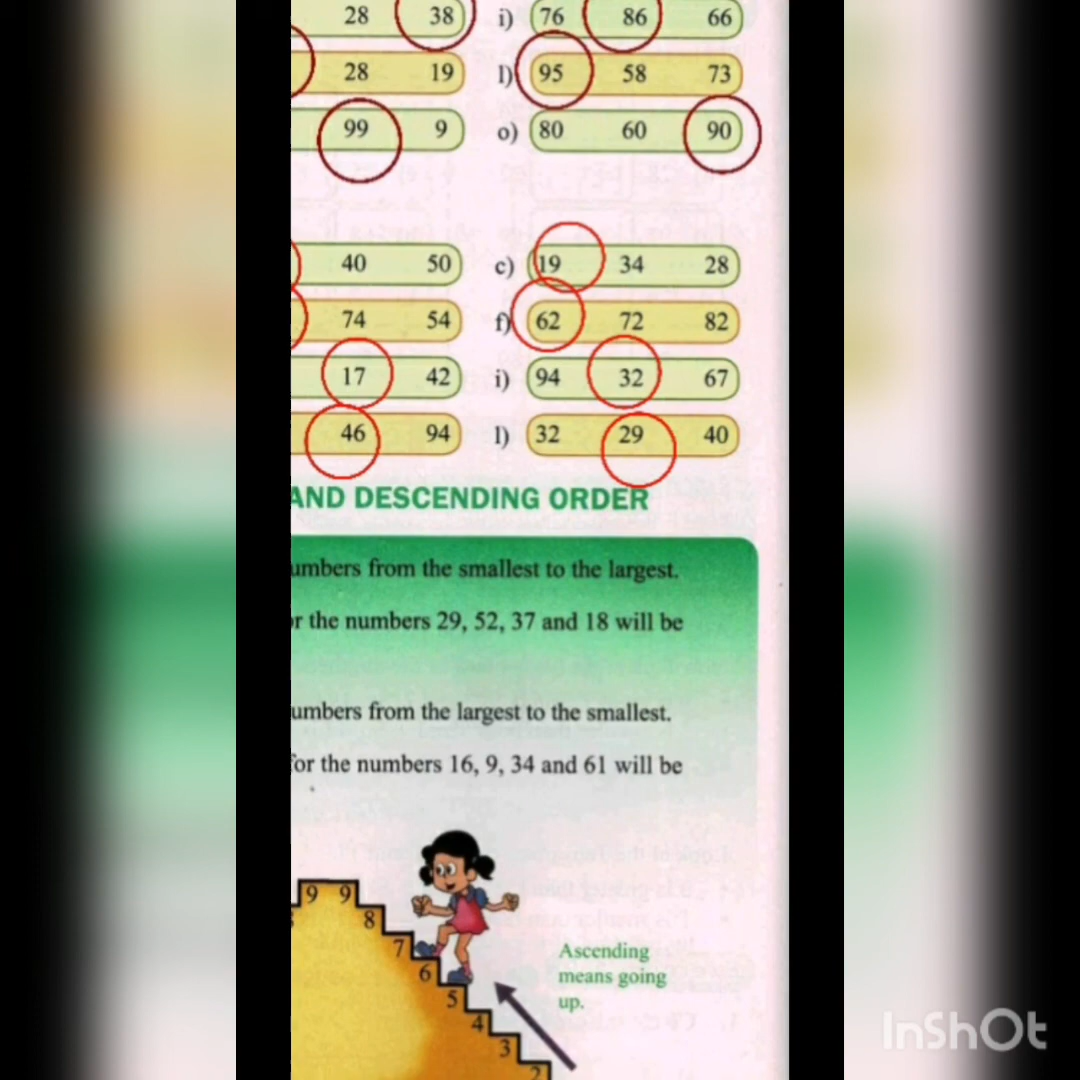 28 38 i) 76 86 66
28 19 l) 95 58 73
99 9 o) 80 60 90
40 50 c) 19 34 28
74 54 f) 62 72 82
17 42 i) 94 32 67
46 94 l) 32 29 40
AND DESCENDING ORDER
umbers from the smallest to the largest.
r the numbers 29, 52, 37 and 18 will be
umbers from the largest to the smallest.
for the numbers 16, 9, 34 and 61 will be
9 9
8
7
6
5
4
3
2
Ascending
means going
up.
InShOt